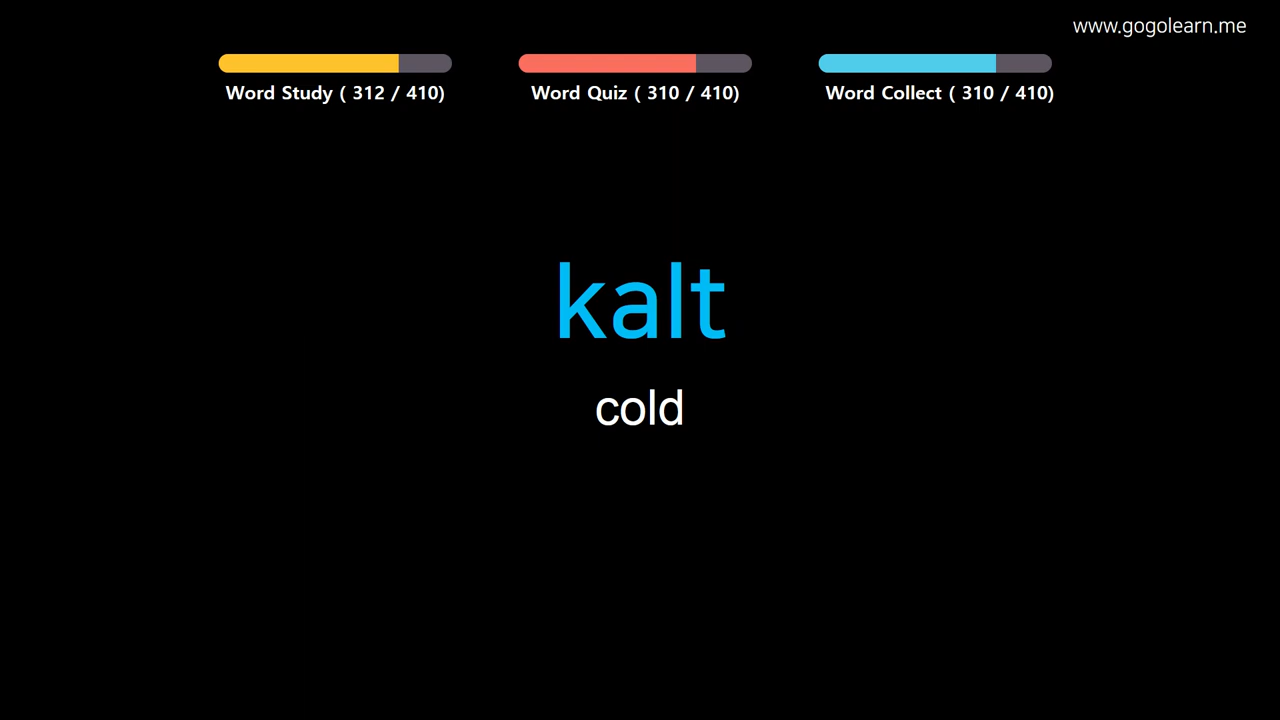 www.gogolearn.me
Word Study ( 312 / 410)
Word Quiz ( 310 / 410)
Word Collect ( 310 / 410)
kalt
cold